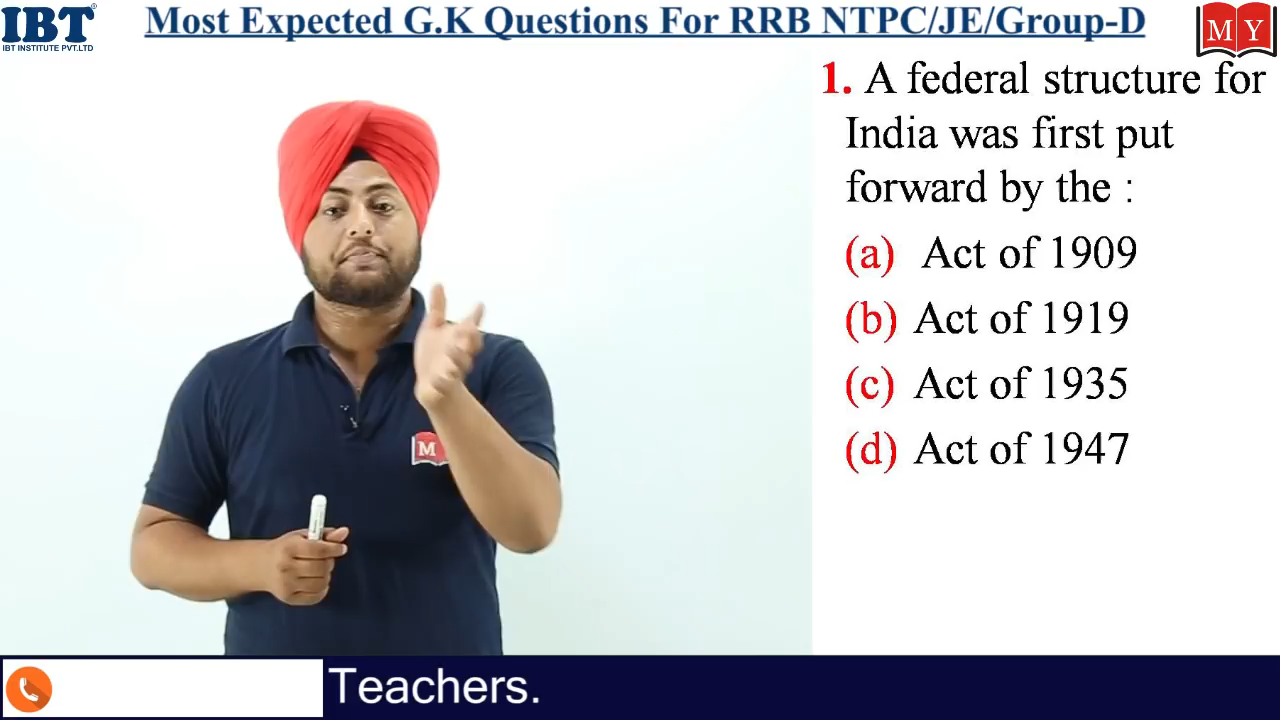 IBT®
IBT INSTITUTE PVT.LTD
Most Expected G.K Questions For RRB NTPC/JE/Group-D
MY
1. A federal structure for
India was first put
forward by the :
(a) Act of 1909
(b) Act of 1919
(c) Act of 1935
(d) Act of 1947
M
Teachers.